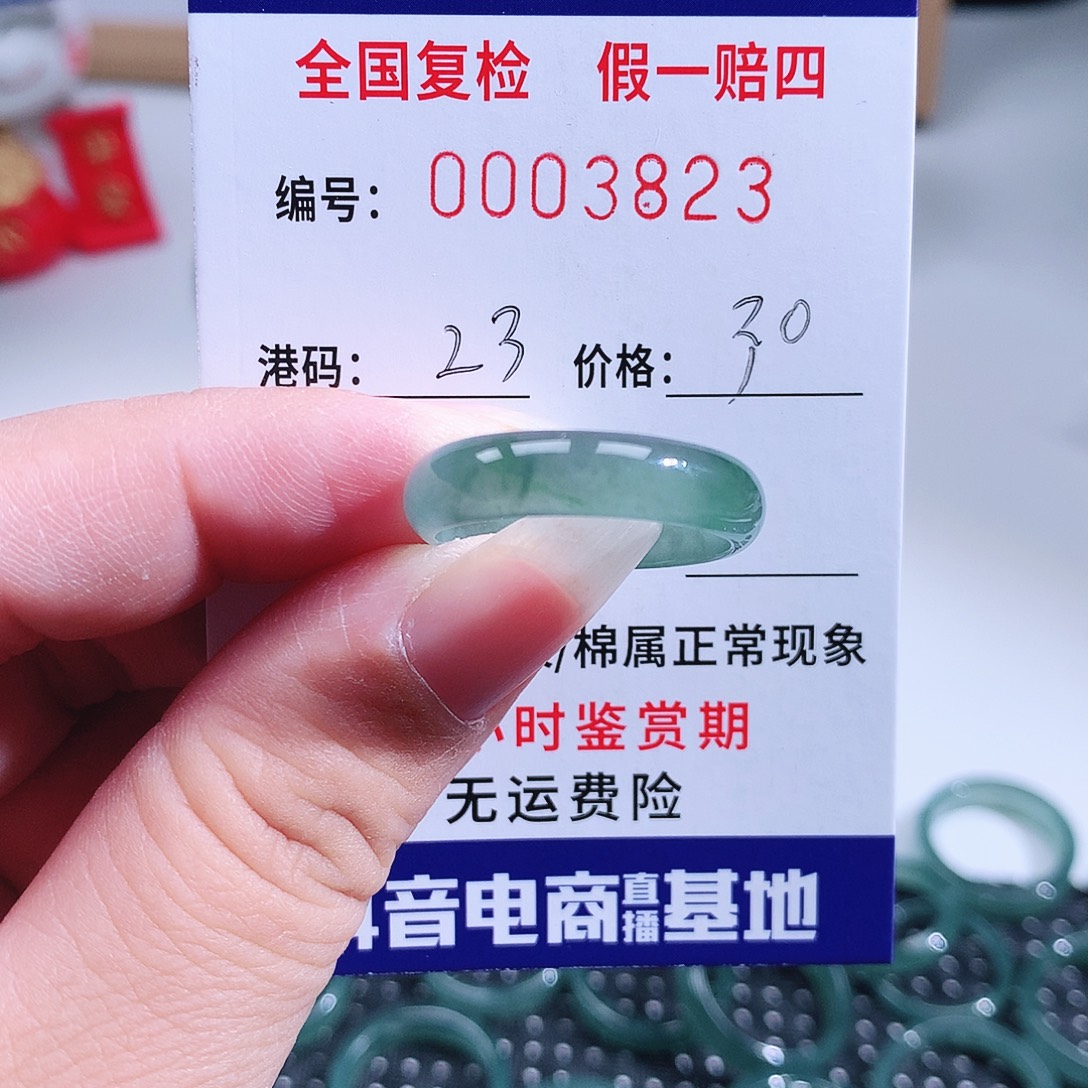 全国复检 假一赔四
编号： 0003823
港码： 23 价格： 30
/棉属正常现象
时鉴赏期
无运费险
音电商直播基地